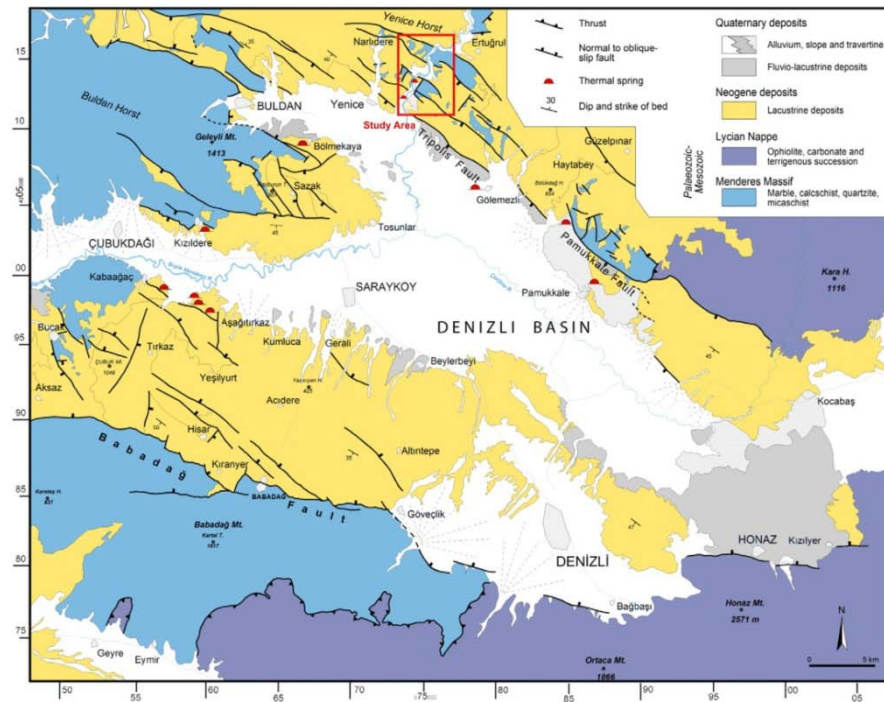 Yenice Horst
Narlıdere
Ertuğrul
Buldan Horst
BULDAN
Yenice
Study Area
Geleyli Mt.
1413
Bölmekaya
Sazak
Tripolis Fault
Güzelpınar
Haytabey
Gölemezli
Tosunlar
ÇUBUKDAĞI
Kızıldere
Kabaağaç
SARAYKOY
Pamukkale Fault
Pamukkale
Kara H.
1116
DENIZLI BASIN
Bucak
Aşağıtırkaz
Tırkaz
Kumluca
Gerali
Beylerbeyi
Yeşilyurt
Aksaz
Acıdere
Kocabaş
Hisar
Altıntepe
Kıranyer
BABADAĞ
Babadağ Fault
Göveçlik
Babadağ Mt.
Kartal T.
DENİZLİ
HONAZ
Kızılyer
Bağbaşı
Honaz Mt.
2571 m
Ortaca Mt.
1866
Geyre
Eymir
Thrust
Normal to oblique-
slip fault
Thermal spring
30
Dip and strike of bed
Quaternary deposits
Alluvium, slope and travertine
Fluvio-lacustrine deposits
Neogene deposits
Lacustrine deposits
Lycian Nappe
Ophiolite, carbonate and
terrigenous succession
Menderes Massif
Marble, calcschist, quartzite,
micaschist
Palaeozoic-
Mesozoic
N
5 km
15
10
05
00
95
90
85
80
75
50
55
60
65
70
75
80
85
90
95
00
05